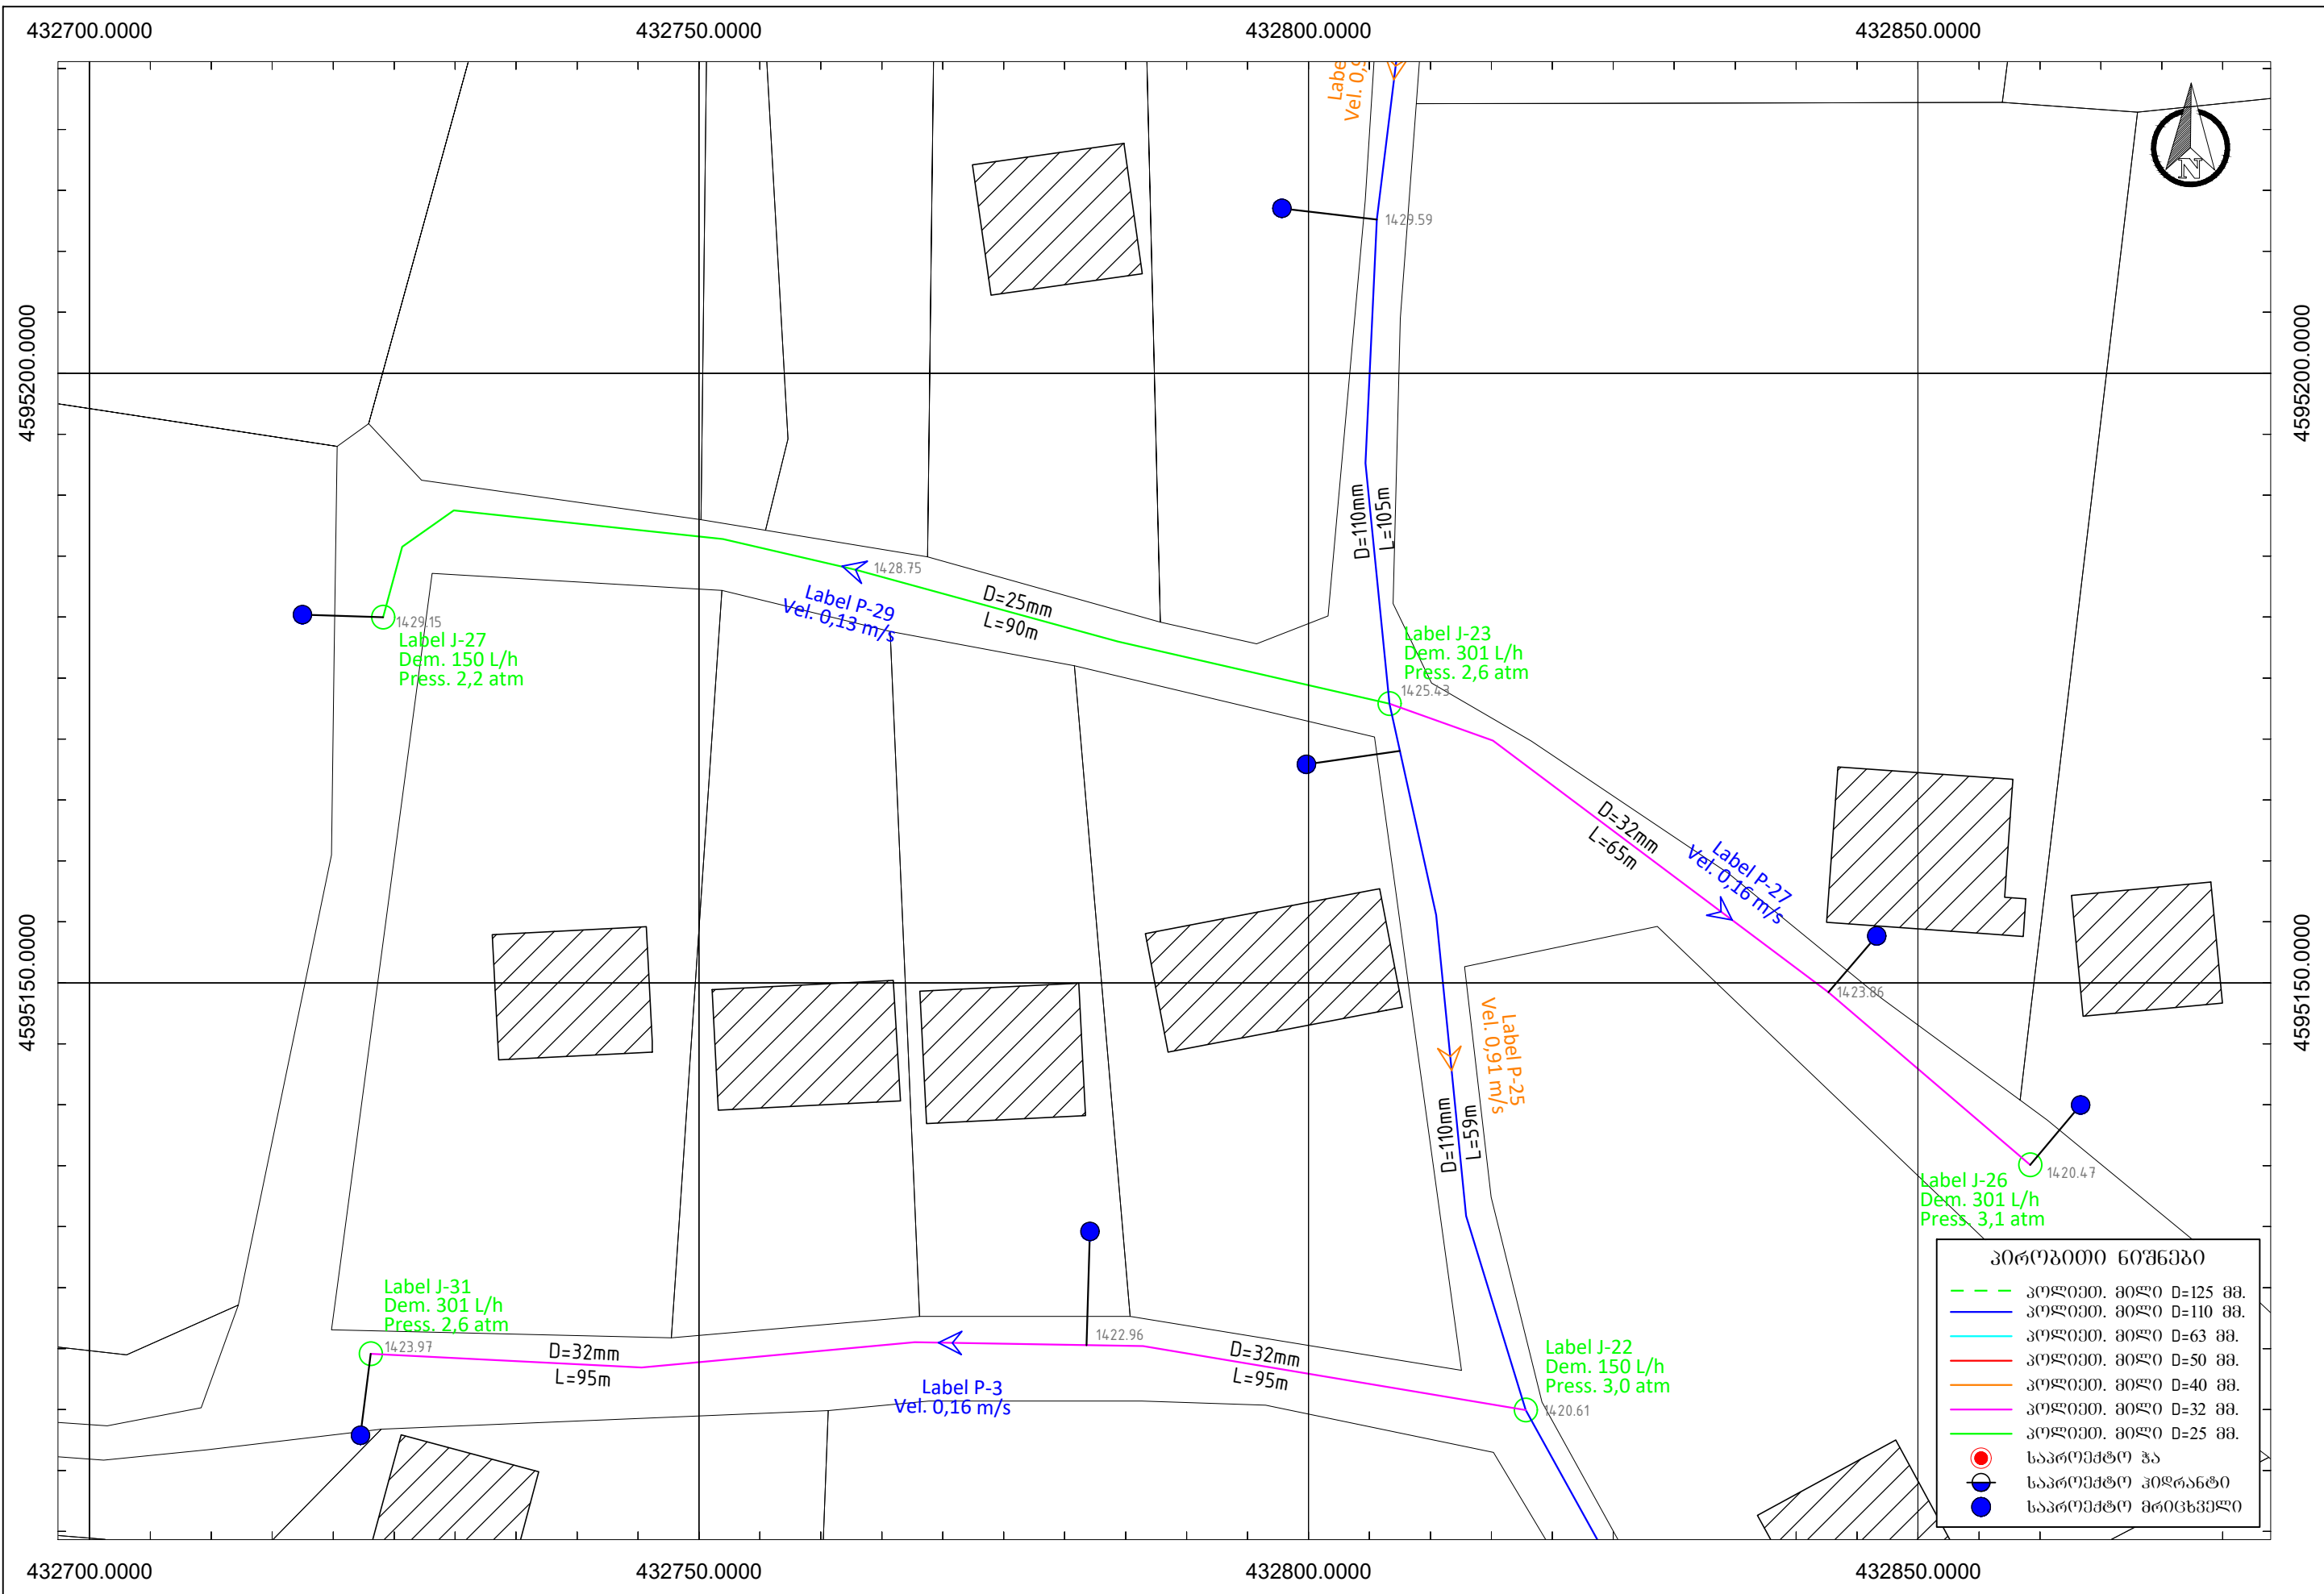 432700.0000
432750.0000
432800.0000
432850.0000
Vel. 0,9
N
1429.59
4595200.0000
4595200.0000
D=110mm
L=105m
1428.75
Label P-29
Vel. 0,13 m/s
D=25mm
L=90m
1429.15
Label J-27
Dem. 150 L/h
Press. 2,2 atm
Label J-23
Dem. 301 L/h
Press. 2,6 atm
1425.43
D=32mm
L=65m
Label P-27
Vel. 0,16 m/s
4595150.0000
4595150.0000
1423.86
Label P-25
Vel. 0,91 m/s
D=110mm
L=59m
1420.47
Label J-26
Dem. 301 L/h
Press. 3,1 atm
Label J-31
Dem. 301 L/h
Press. 2,6 atm
1423.97
D=32mm
L=95m
1422.96
Label P-3
Vel. 0,16 m/s
D=32mm
L=95m
Label J-22
Dem. 150 L/h
Press. 3,0 atm
1420.61
პირობითი ნიშნები
პოლიეთ. მილი D=125 მმ.
პოლიეთ. მილი D=110 მმ.
პოლიეთ. მილი D=63 მმ.
პოლიეთ. მილი D=50 მმ.
პოლიეთ. მილი D=40 მმ.
პოლიეთ. მილი D=32 მმ.
პოლიეთ. მილი D=25 მმ.
საპროექტო ჭა
საპროექტო ჰიდრანტი
საპროექტო მრიცხველი
432700.0000
432750.0000
432800.0000
432850.0000